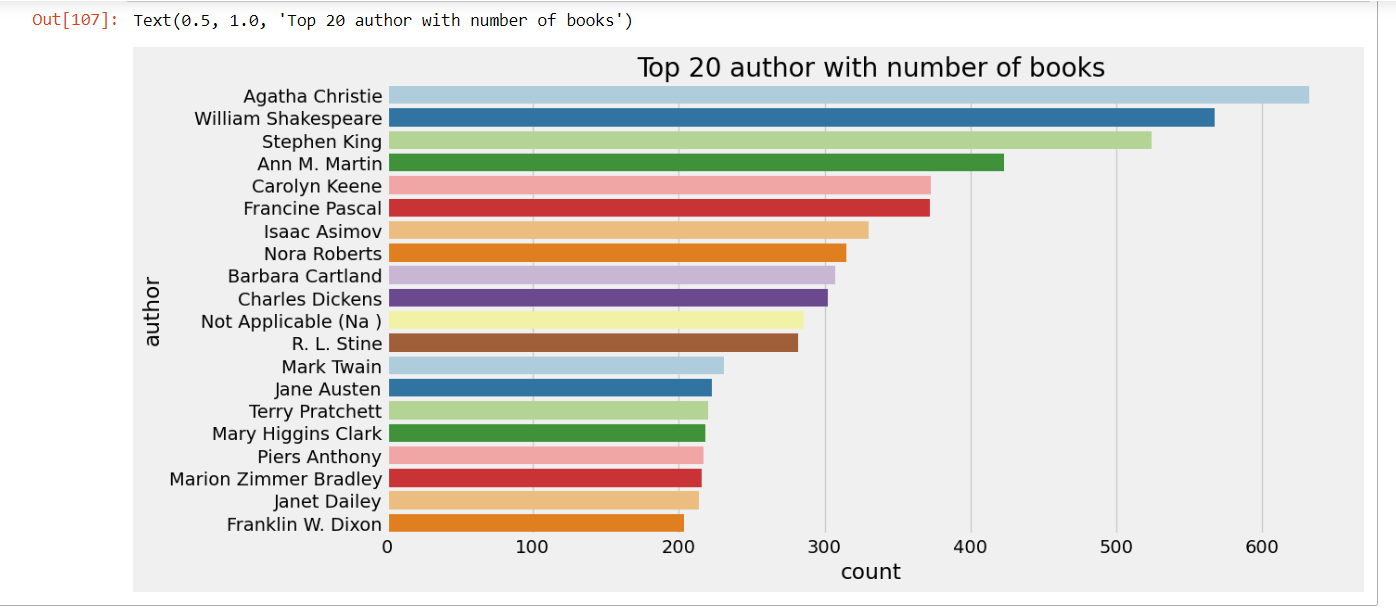 Out[107]: Text(0.5, 1.0, 'Top 20 author with number of books')
Top 20 author with number of books
Agatha Christie
William Shakespeare
Stephen King
Ann M. Martin
Carolyn Keene
Francine Pascal
Isaac Asimov
Nora Roberts
Barbara Cartland
Charles Dickens
Not Applicable (Na )
R. L. Stine
Mark Twain
Jane Austen
Terry Pratchett
Mary Higgins Clark
Piers Anthony
Marion Zimmer Bradley
Janet Dailey
Franklin W. Dixon
author
0 100 200 300 400 500 600
count